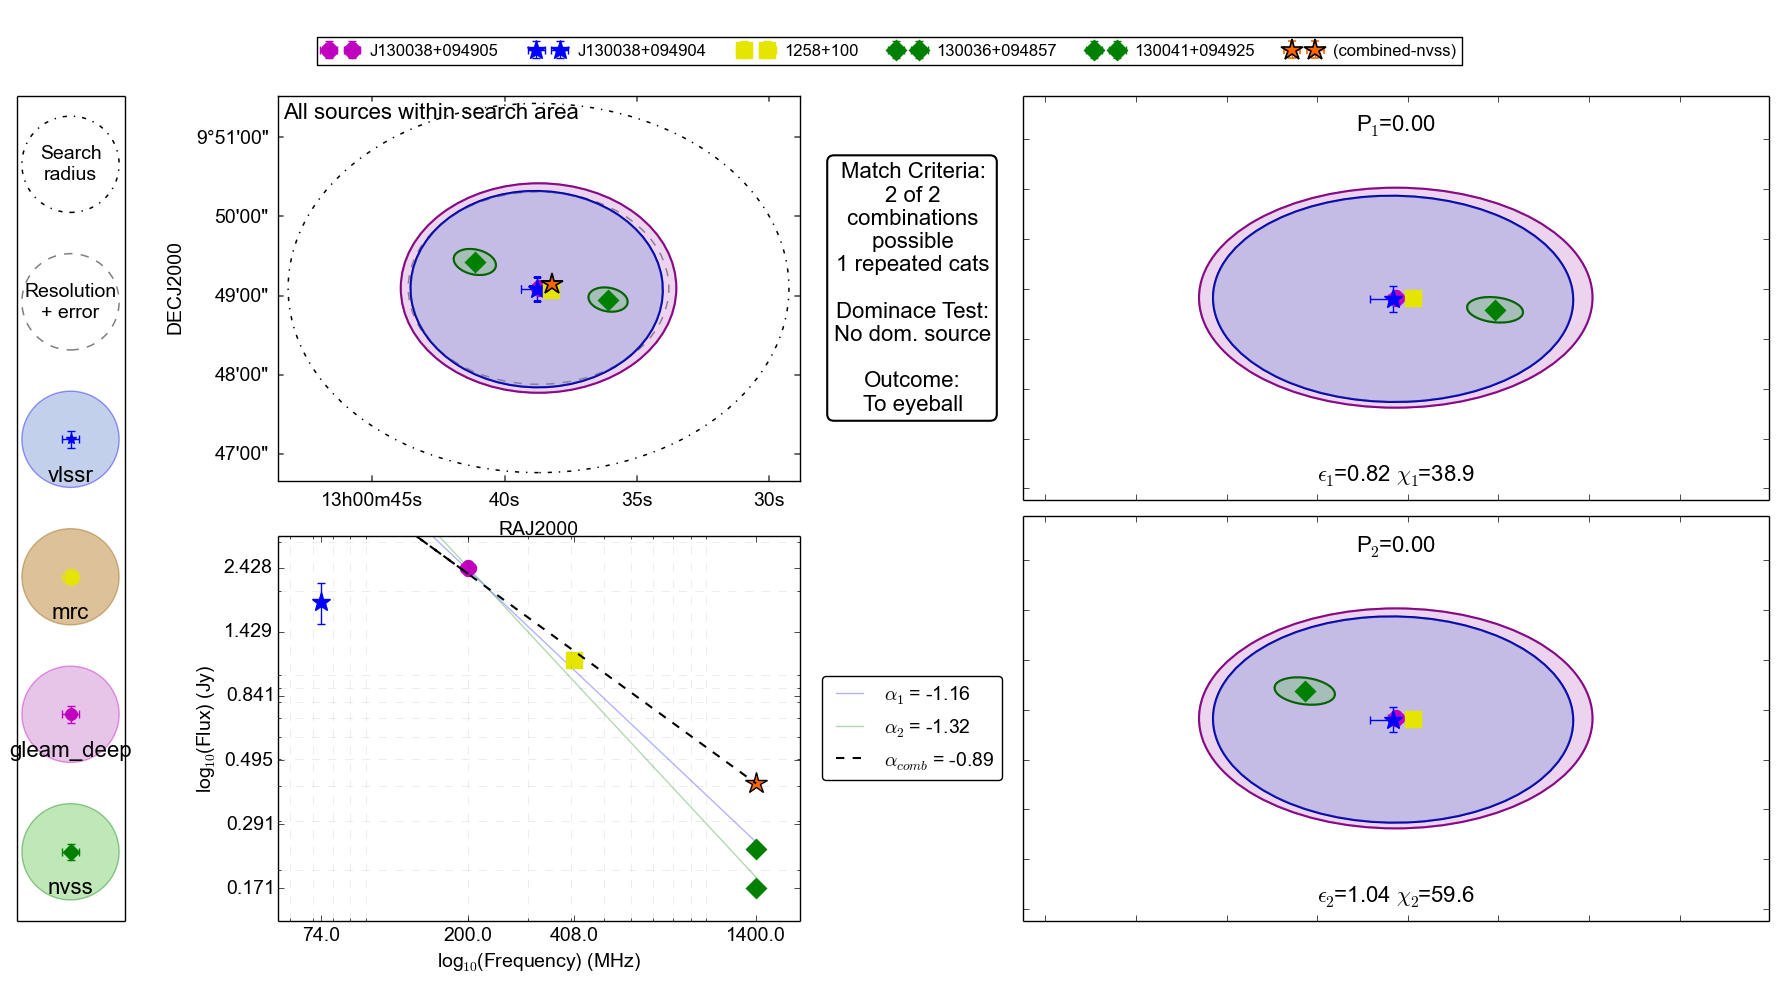 J130038+094905
J130038+094904
1258+100
130036+094857
130041+094925
(combined-nvss)
Search
radius
Resolution
+ error
vlssr
mrc
gleam_deep
nvss
All sources within search area
DECJ2000
9°51'00"
50'00"
49'00"
48'00"
47'00"
13h00m45s
40s
35s
30s
RAJ2000
Match Criteria:
2 of 2
combinations
possible
1 repeated cats
Dominace Test:
No dom. source
Outcome:
To eyeball
P₁=0.00
ϵ₁=0.82 χ₁=38.9
log₁₀(Flux) (Jy)
2.428
1.429
0.841
0.495
0.291
0.171
74.0
200.0
408.0
1400.0
log₁₀(Frequency) (MHz)
α₁ = -1.16
α₂ = -1.32
α_comb = -0.89
P₂=0.00
ϵ₂=1.04 χ₂=59.6